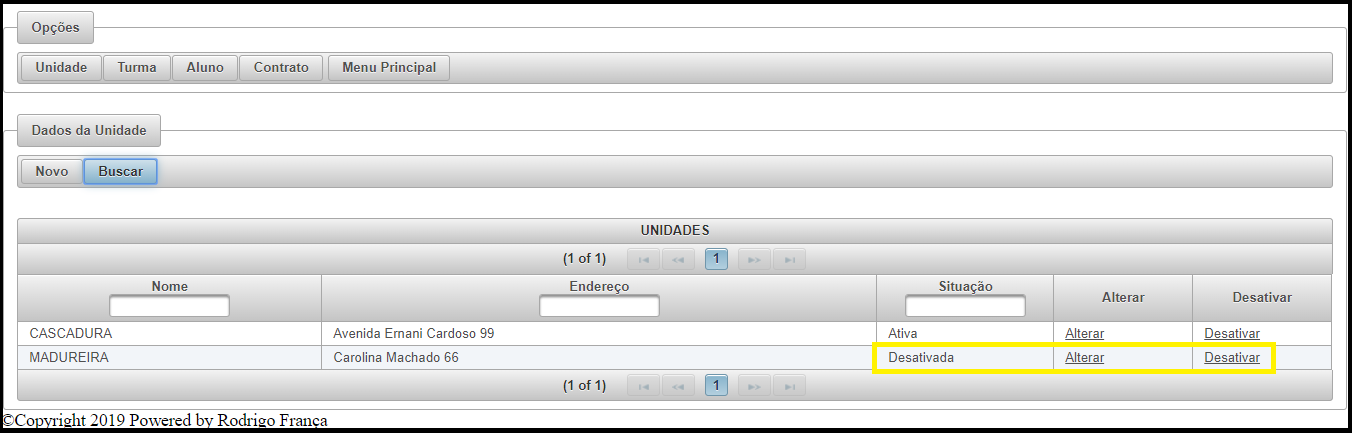 Opções
Unidade Turma Aluno Contrato Menu Principal
Dados da Unidade
Novo Buscar
UNIDADES
(1 of 1) 1
Nome Endereço Situação Alterar Desativar
CASCADURA Avenida Ernani Cardoso 99 Ativa Alterar Desativar
MADUREIRA Carolina Machado 66 Desativada Alterar Desativar
(1 of 1) 1
©Copyright 2019 Powered by Rodrigo França